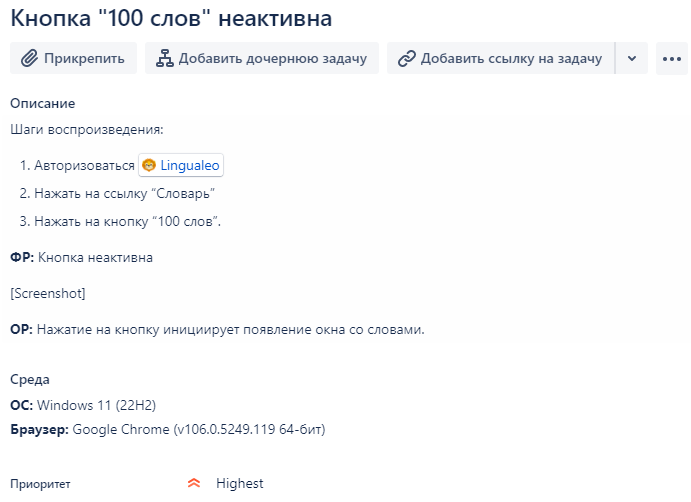 Кнопка "100 слов" неактивна
Прикрепить Добавить дочернюю задачу Добавить ссылку на задачу
Описание
Шаги воспроизведения:
1. Авторизоваться Lingualeo
2. Нажать на ссылку “Словарь”
3. Нажать на кнопку “100 слов”.
ФР: Кнопка неактивна
[Screenshot]
ОР: Нажатие на кнопку инициирует появление окна со словами.
Среда
ОС: Windows 11 (22H2)
Браузер: Google Chrome (v106.0.5249.119 64-бит)
Приоритет Highest